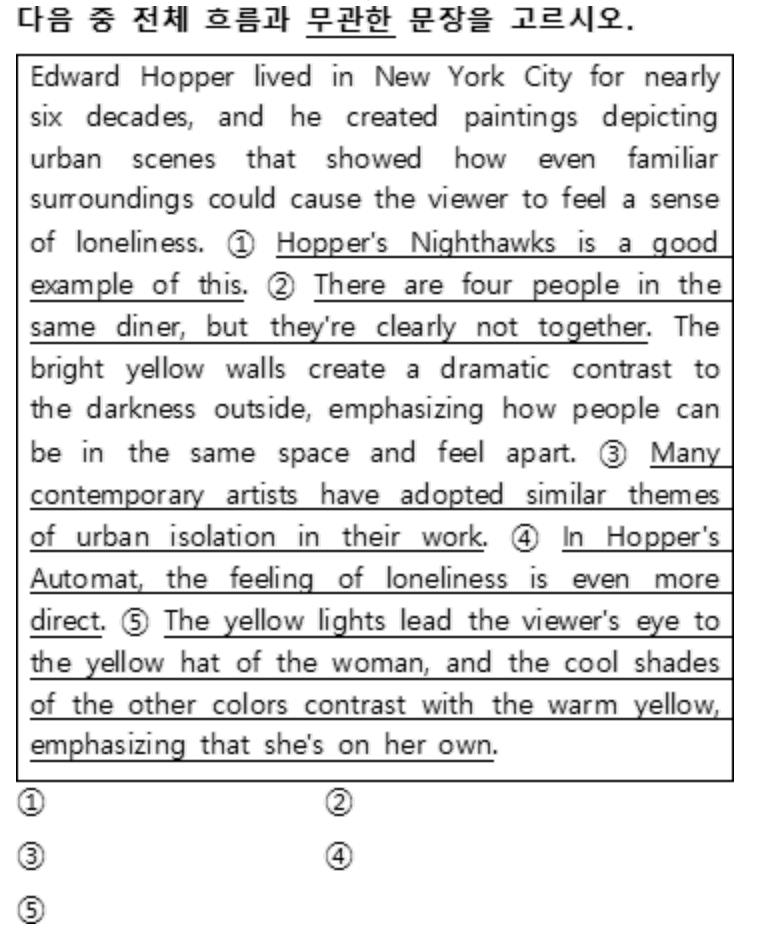 다음 중 전체 흐름과 무관한 문장을 고르시오.
Edward Hopper lived in New York City for nearly
six decades, and he created paintings depicting
urban scenes that showed how even familiar
surroundings could cause the viewer to feel a sense
of loneliness. ① Hopper's Nighthawks is a good
example of this. ② There are four people in the
same diner, but they're clearly not together. The
bright yellow walls create a dramatic contrast to
the darkness outside, emphasizing how people can
be in the same space and feel apart. ③ Many
contemporary artists have adopted similar themes
of urban isolation in their work. ④ In Hopper's
Automat, the feeling of loneliness is even more
direct. ⑤ The yellow lights lead the viewer's eye to
the yellow hat of the woman, and the cool shades
of the other colors contrast with the warm yellow,
emphasizing that she's on her own.
① ②
③ ④
⑤